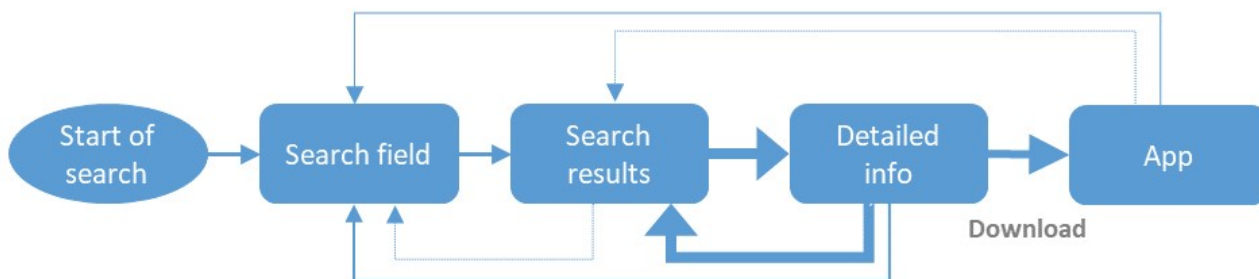 Start of
search
Search field
Search
results
Detailed
info
App
Download